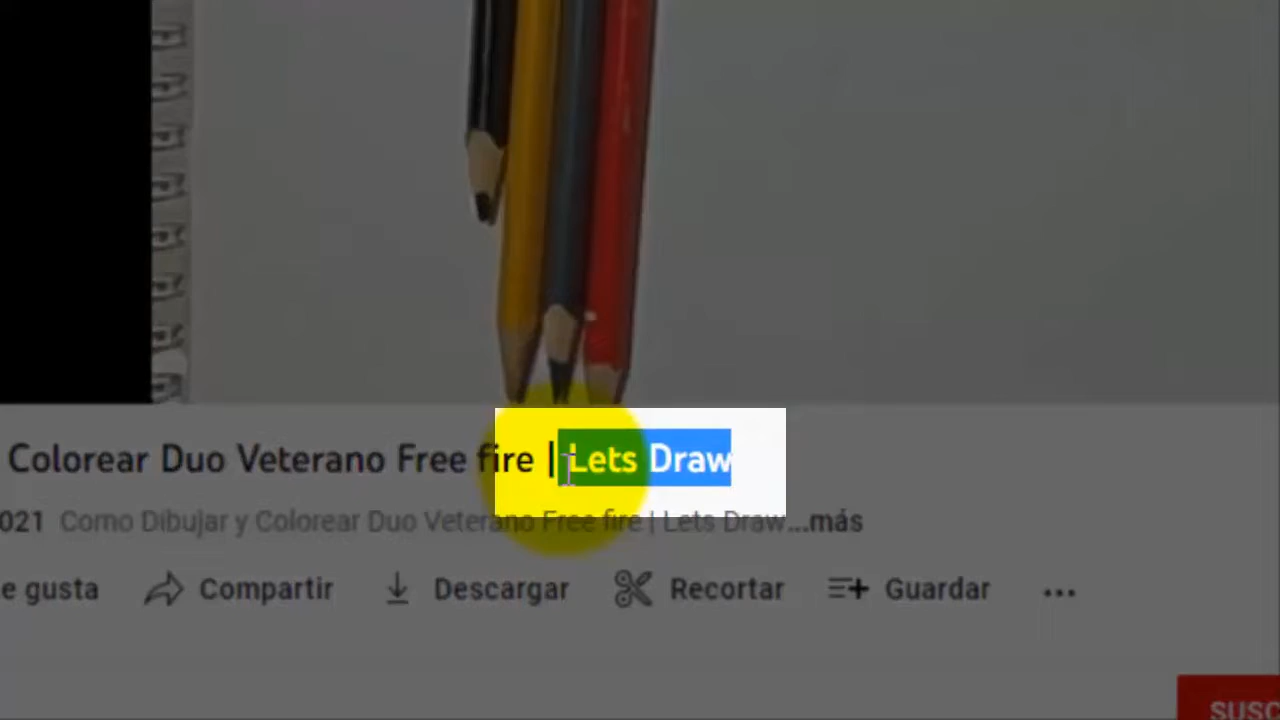 Colorear Duo Veterano Free fire | Lets Draw
021 Como Dibujar y Colorear Duo Veterano Free fire | Lets Draw...más
e gusta Compartir Descargar Recortar Guardar ...
SUSC